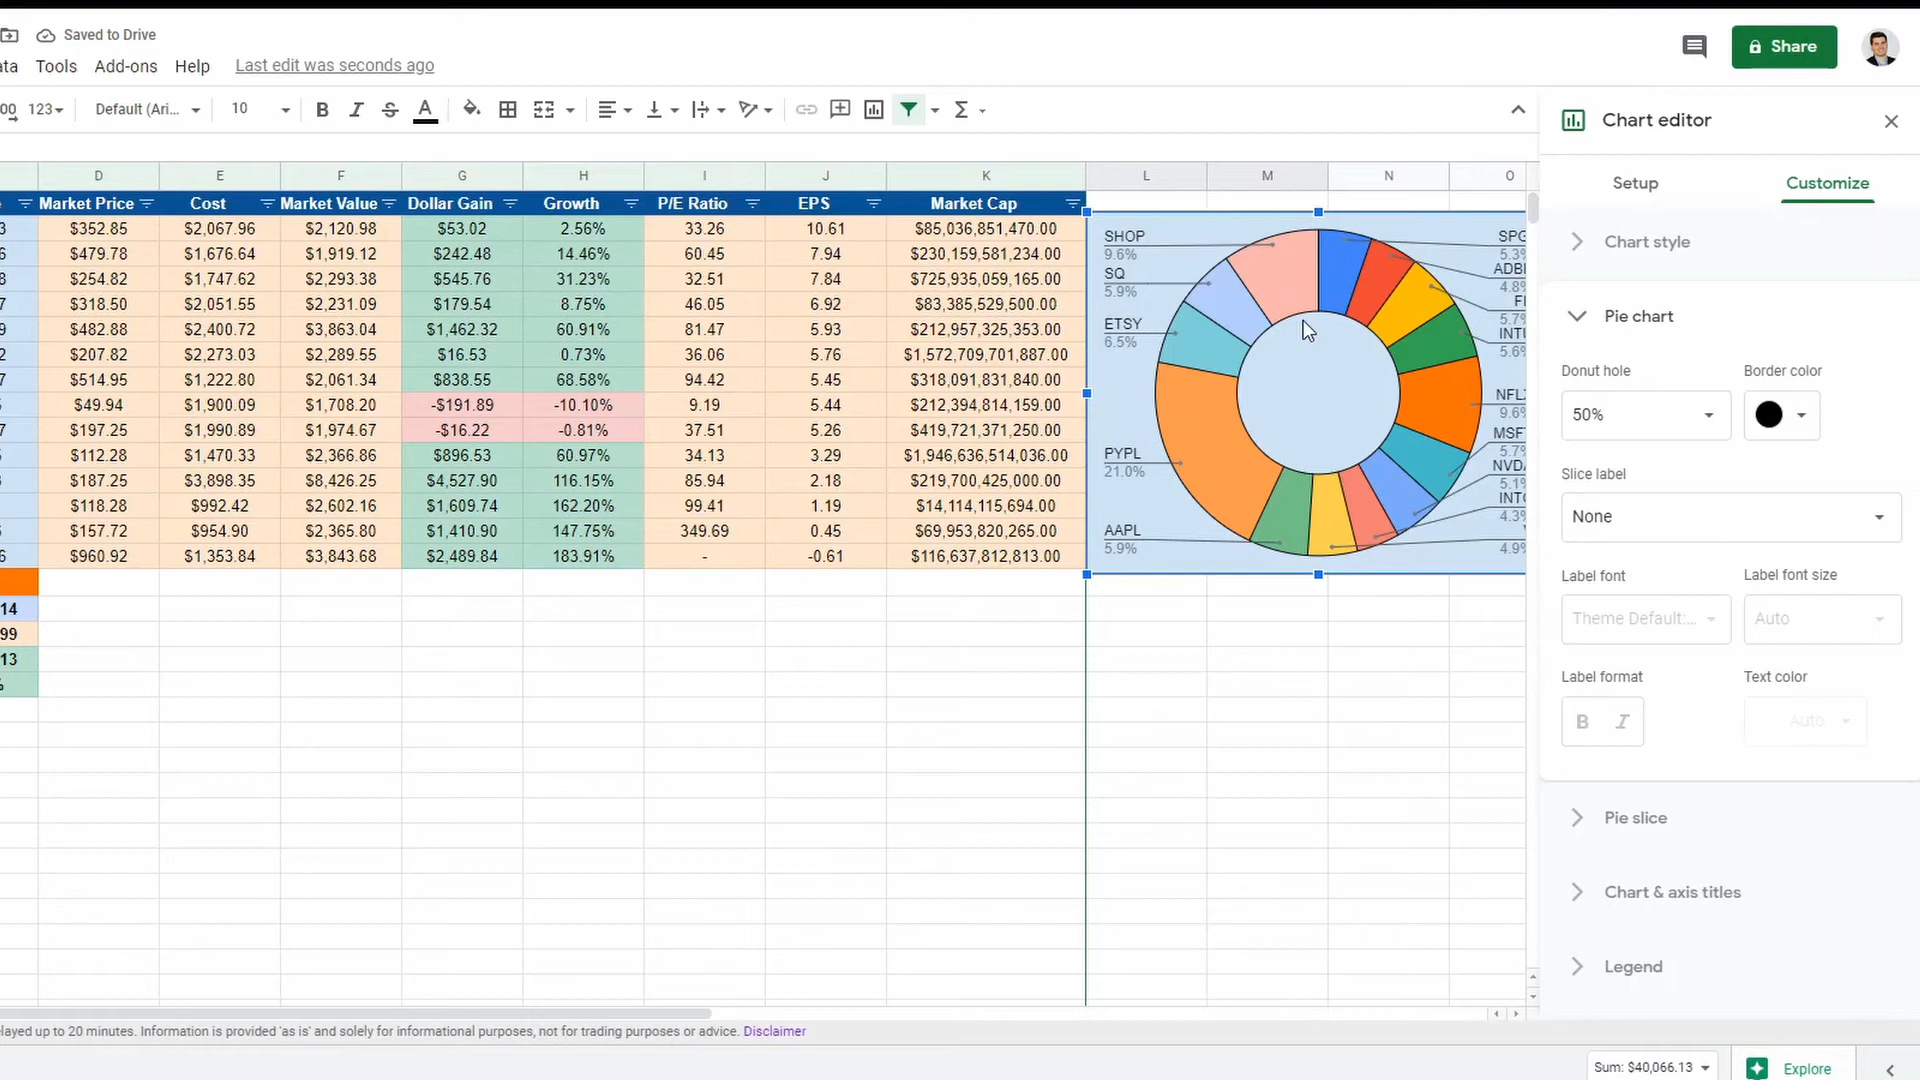 Saved to Drive
Share
ata Tools Add-ons Help Last edit was seconds ago
00 123 Default (Ari... 10 B I S A Σ
Chart editor
Setup Customize
D E F G H I J K L M N O
Market Price Cost Market Value Dollar Gain Growth P/E Ratio EPS Market Cap
3 $352.85 $2,067.96 $2,120.98 $53.02 2.56% 33.26 10.61 $85,036,851,470.00
6 $479.78 $1,676.64 $1,919.12 $242.48 14.46% 60.45 7.94 $230,159,581,234.00
8 $254.82 $1,747.62 $2,293.38 $545.76 31.23% 32.51 7.84 $725,935,059,165.00
7 $318.50 $2,051.55 $2,231.09 $179.54 8.75% 46.05 6.92 $83,385,529,500.00
9 $482.88 $2,400.72 $3,863.04 $1,462.32 60.91% 81.47 5.93 $212,957,325,353.00
2 $207.82 $2,273.03 $2,289.55 $16.53 0.73% 36.06 5.76 $1,572,709,701,887.00
7 $514.95 $1,222.80 $2,061.34 $838.55 68.58% 94.42 5.45 $318,091,831,840.00
$49.94 $1,900.09 $1,708.20 -$191.89 -10.10% 9.19 5.44 $212,394,814,159.00
7 $197.25 $1,990.89 $1,974.67 -$16.22 -0.81% 37.51 5.26 $419,721,371,250.00
$112.28 $1,470.33 $2,366.86 $896.53 60.97% 34.13 3.29 $1,946,636,514,036.00
$187.25 $3,898.35 $8,426.25 $4,527.90 116.15% 85.94 2.18 $219,700,425,000.00
$118.28 $992.42 $2,602.16 $1,609.74 162.20% 99.41 1.19 $14,114,115,694.00
$157.72 $954.90 $2,365.80 $1,410.90 147.75% 349.69 0.45 $69,953,820,265.00
6 $960.92 $1,353.84 $3,843.68 $2,489.84 183.91% - -0.61 $116,637,812,813.00
14
99
13
%
SHOP
9.6%
SQ
5.9%
ETSY
6.5%
PYPL
21.0%
AAPL
5.9%
SPG
5.3%
ADBE
4.8%
5.7%
INTU
5.6%
NFLX
9.6%
MSFT
5.7%
NVDA
5.1%
INTC
4.3%
4.9%
Chart style
Pie chart
Donut hole Border color
50%
Slice label
None
Label font Label font size
Theme Default:... Auto
Label format Text color
B I Auto
Pie slice
Chart & axis titles
Legend
elayed up to 20 minutes. Information is provided 'as is' and solely for informational purposes, not for trading purposes or advice. Disclaimer
Sum: $40,066.13 Explore